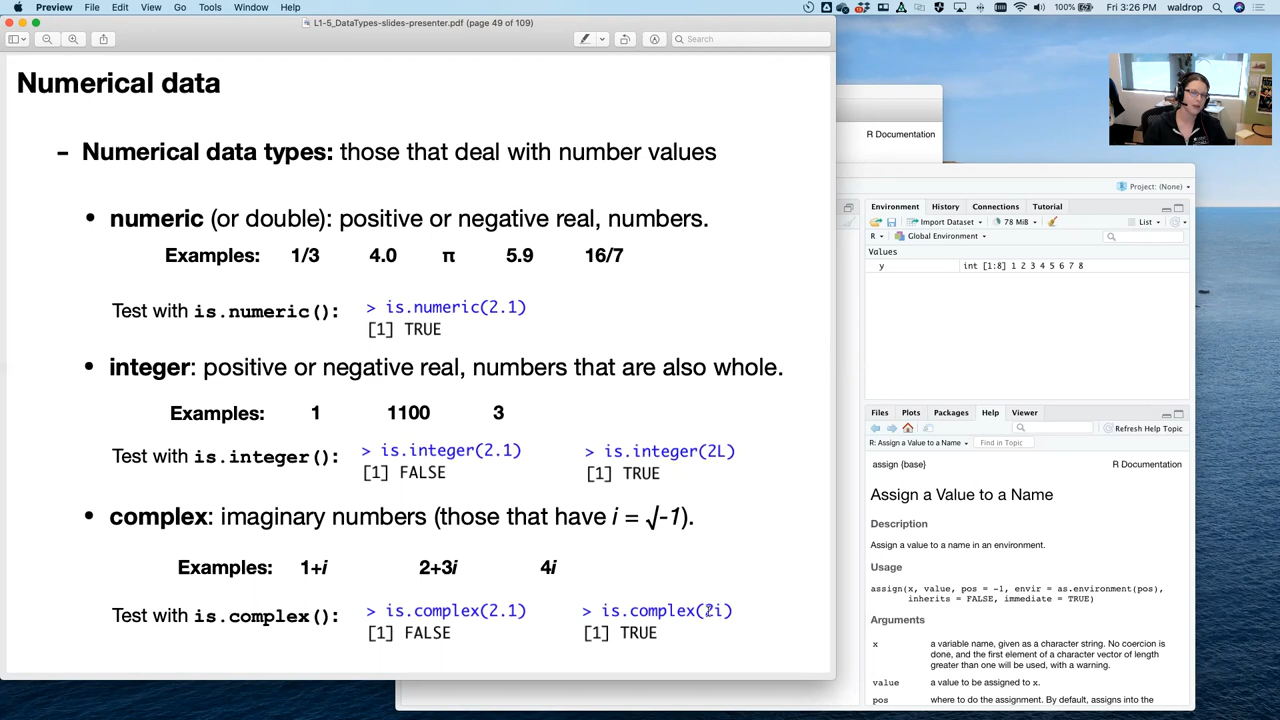 Preview File Edit View Go Tools Window Help 100% Fri 3:26 PM waldrop
L1-5_DataTypes-slides-presenter.pdf (page 49 of 109)
Search
Numerical data
– Numerical data types: those that deal with number values
• numeric (or double): positive or negative real, numbers.
Examples: 1/3 4.0 π 5.9 16/7
Test with is.numeric(): > is.numeric(2.1)
[1] TRUE
• integer: positive or negative real, numbers that are also whole.
Examples: 1 1100 3
Test with is.integer(): > is.integer(2.1) > is.integer(2L)
[1] FALSE [1] TRUE
• complex: imaginary numbers (those that have i = √-1).
Examples: 1+i 2+3i 4i
Test with is.complex(): > is.complex(2.1) > is.complex(2i)
[1] FALSE [1] TRUE
R Documentation
Project: (None)
Environment History Connections Tutorial
Import Dataset 78 MiB List
R Global Environment
Values
y int [1:8] 1 2 3 4 5 6 7 8
Files Plots Packages Help Viewer
Refresh Help Topic
R: Assign a Value to a Name Find in Topic
assign {base} R Documentation
Assign a Value to a Name
Description
Assign a value to a name in an environment.
Usage
assign(x, value, pos = -1, envir = as.environment(pos),
inherits = FALSE, immediate = TRUE)
Arguments
x a variable name, given as a character string. No coercion is
done, and the first element of a character vector of length
greater than one will be used, with a warning.
value a value to be assigned to x.
pos where to do the assignment. By default, assigns into the